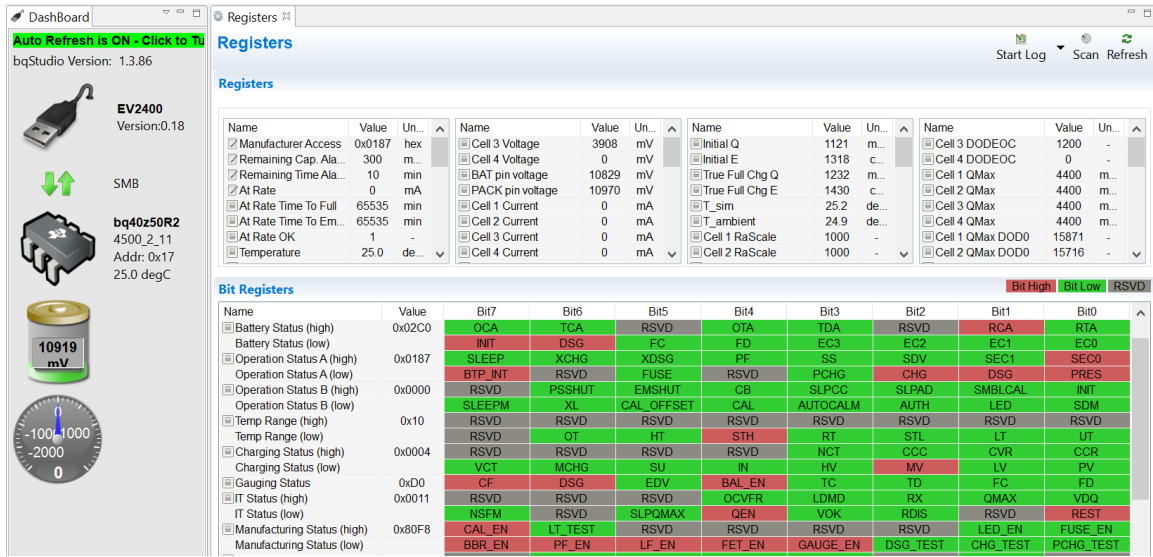 DashBoard
Registers
Auto Refresh is ON - Click to Tu
bqStudio Version: 1.3.86
EV2400
Version:0.18
SMB
bq40z50R2
4500_2_11
Addr: 0x17
25.0 degC
10919
mV
0
-1000 1000
-2000
0
Registers
Start Log Scan Refresh
Registers
Name Value Un... Name Value Un... Name Value Un... Name Value Un...
Manufacturer Access 0x0187 hex Cell 3 Voltage 3908 mV Initial Q 1121 m... Cell 3 DODEOC 1200 -
Remaining Cap. Ala... 300 m... Cell 4 Voltage 0 mV Initial E 1318 c... Cell 4 DODEOC 0 -
Remaining Time Ala... 10 min BAT pin voltage 10829 mV True Full Chg Q 1232 m... Cell 1 QMax 4400 m...
At Rate 0 mA PACK pin voltage 10970 mV True Full Chg E 1430 c... Cell 2 QMax 4400 m...
At Rate Time To Full 65535 min Cell 1 Current 0 mA T_sim 25.2 de... Cell 3 QMax 4400 m...
At Rate Time To Em... 65535 min Cell 2 Current 0 mA T_ambient 24.9 de... Cell 4 QMax 4400 m...
At Rate OK 1 - Cell 3 Current 0 mA Cell 1 RaScale 1000 - Cell 1 QMax DOD0 15871 -
Temperature 25.0 de... Cell 4 Current 0 mA Cell 2 RaScale 1000 - Cell 2 QMax DOD0 15716 -
Bit Registers Bit High Bit Low RSVD
Name Value Bit7 Bit6 Bit5 Bit4 Bit3 Bit2 Bit1 Bit0
Battery Status (high) 0x02C0 OCA TCA RSVD OTA TDA RSVD RCA RTA
Battery Status (low) INIT DSG FC FD EC3 EC2 EC1 EC0
Operation Status A (high) 0x0187 SLEEP XCHG XDSG PF SS SDV SEC1 SEC0
Operation Status A (low) BTP_INT RSVD FUSE RSVD PCHG CHG DSG PRES
Operation Status B (high) 0x0000 RSVD PSSHUT EMSHUT CB SLPCC SLPAD SMBLCAL INIT
Operation Status B (low) SLEEPM XL CAL_OFFSET CAL AUTOCALM AUTH LED SDM
Temp Range (high) 0x10 RSVD RSVD RSVD RSVD RSVD RSVD RSVD RSVD
Temp Range (low) RSVD OT HT STH RT STL LT UT
Charging Status (high) 0x0004 RSVD RSVD RSVD RSVD NCT CCC CVR CCR
Charging Status (low) VCT MCHG SU IN HV MV LV PV
Gauging Status 0xD0 CF DSG EDV BAL_EN TC TD FC FD
IT Status (high) 0x0011 RSVD RSVD RSVD OCVFR LDMD RX QMAX VDQ
IT Status (low) NSFM RSVD SLPQMAX QEN VOK RDIS RSVD REST
Manufacturing Status (high) 0x80F8 CAL_EN LT_TEST RSVD RSVD RSVD RSVD LED_EN FUSE_EN
Manufacturing Status (low) BBR_EN PF_EN LF_EN FET_EN GAUGE_EN DSG_TEST CHG_TEST PCHG_TEST